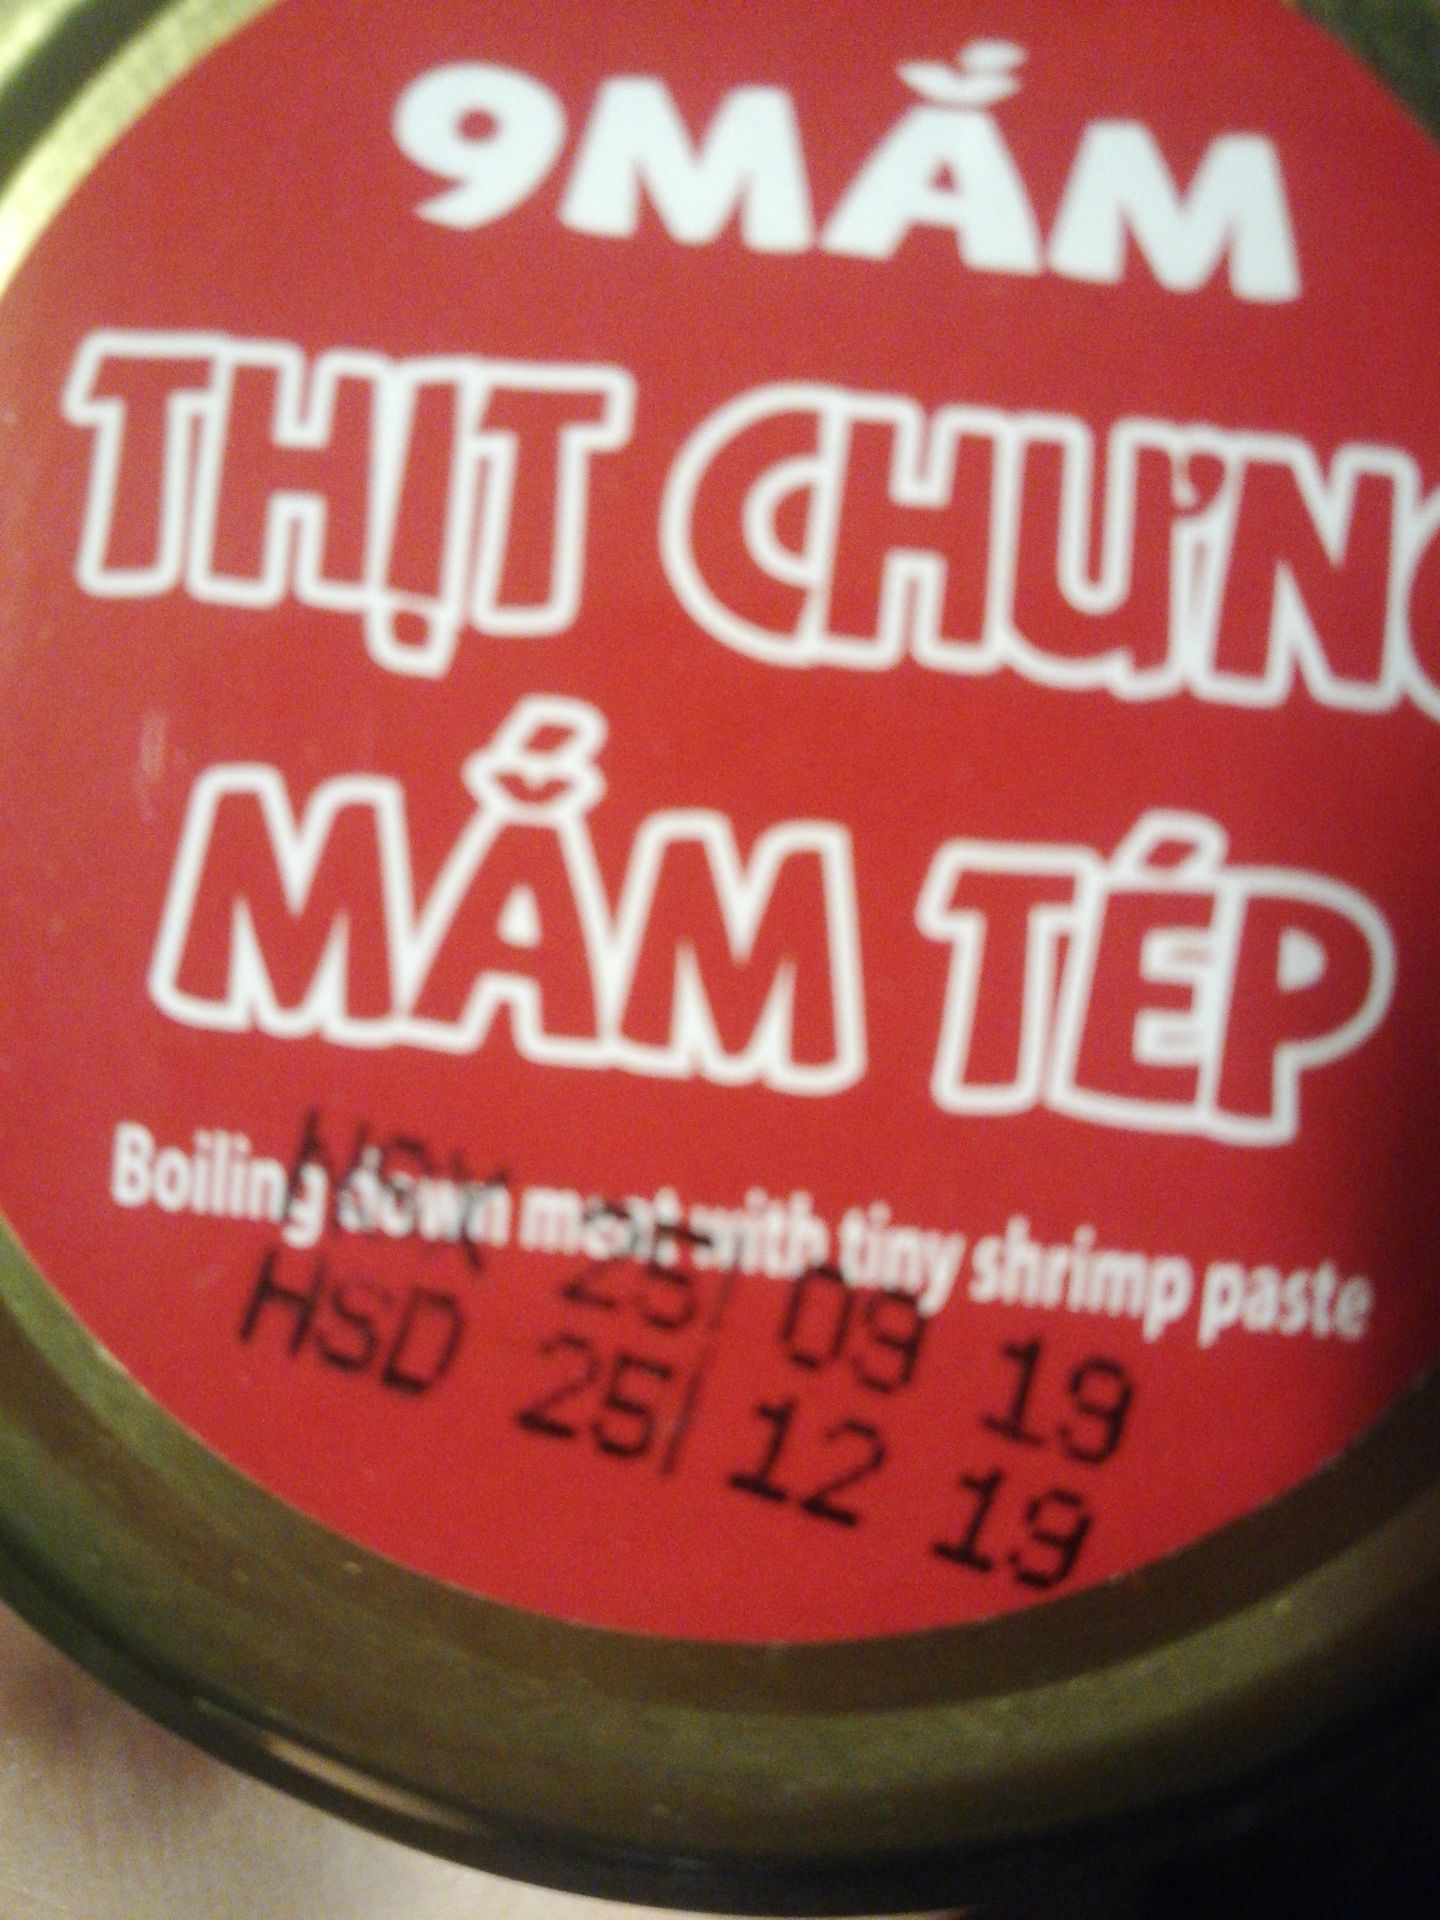 9MẮM
THỊT CHƯNG
MẮM TÉP
Boiling down meat with tiny shrimp paste
NSX 25/09 19
HSD 25/12 19